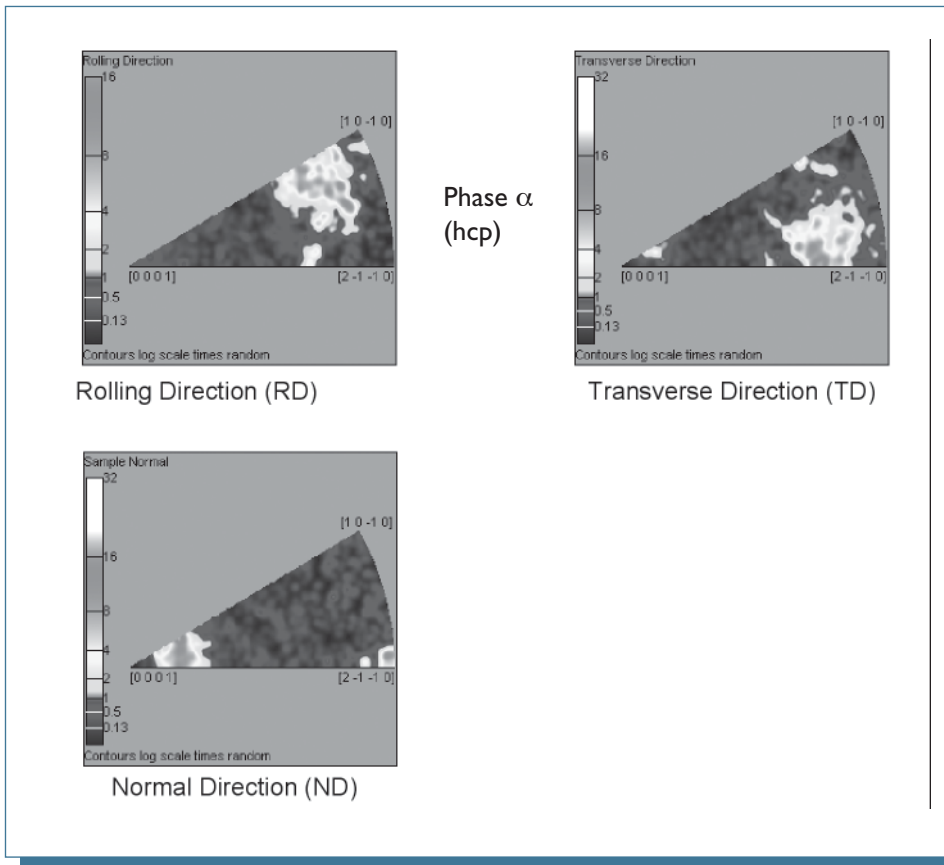 Rolling Direction
16
8
4
2
1
0.5
0.13
[1 0 -1 0]
[0 0 0 1]
[2 -1 -1 0]
Contours log scale times random
Rolling Direction (RD)
Phase α
(hcp)
Transverse Direction
32
16
8
4
2
1
0.5
0.13
[1 0 -1 0]
[0 0 0 1]
[2 -1 -1 0]
Contours log scale times random
Transverse Direction (TD)
Sample Normal
32
16
8
4
2
1
0.5
0.13
[1 0 -1 0]
[0 0 0 1]
[2 -1 -1 0]
Contours log scale times random
Normal Direction (ND)